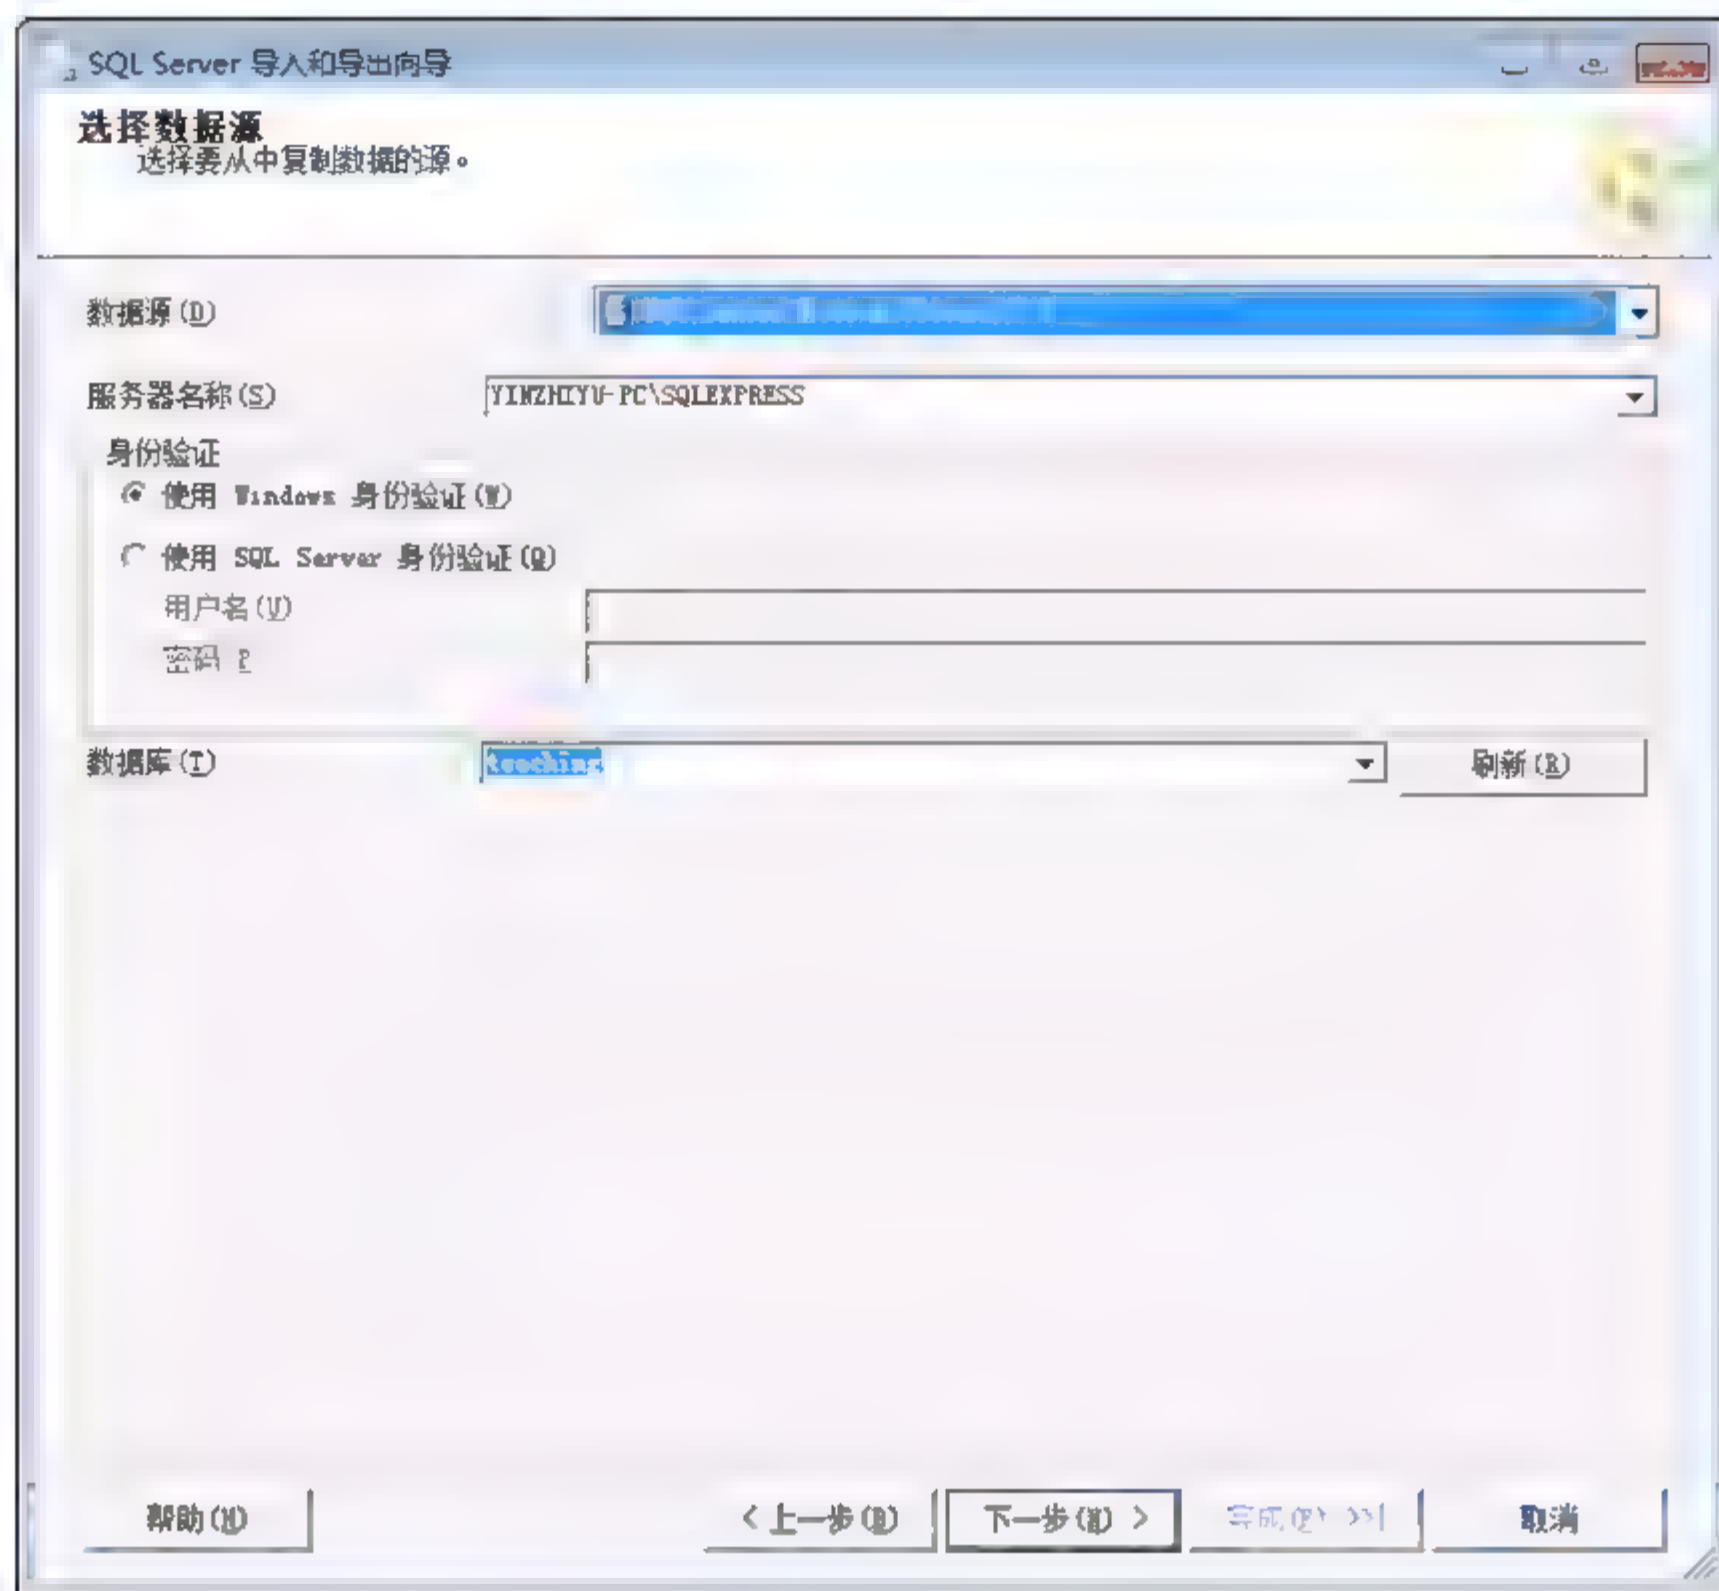 SQL Server 导入和导出向导
选择数据源
选择要从中复制数据的源。
数据源(D)
服务器名称(S) YINZHIYU-PC\SQLEXPRESS
身份验证
使用 Windows 身份验证(W)
使用 SQL Server 身份验证(Q)
用户名(U)
密码 P
数据库(T) teaching 刷新(R)
帮助(H) < 上一步(B) 下一步(N) > 完成(F) >>| 取消